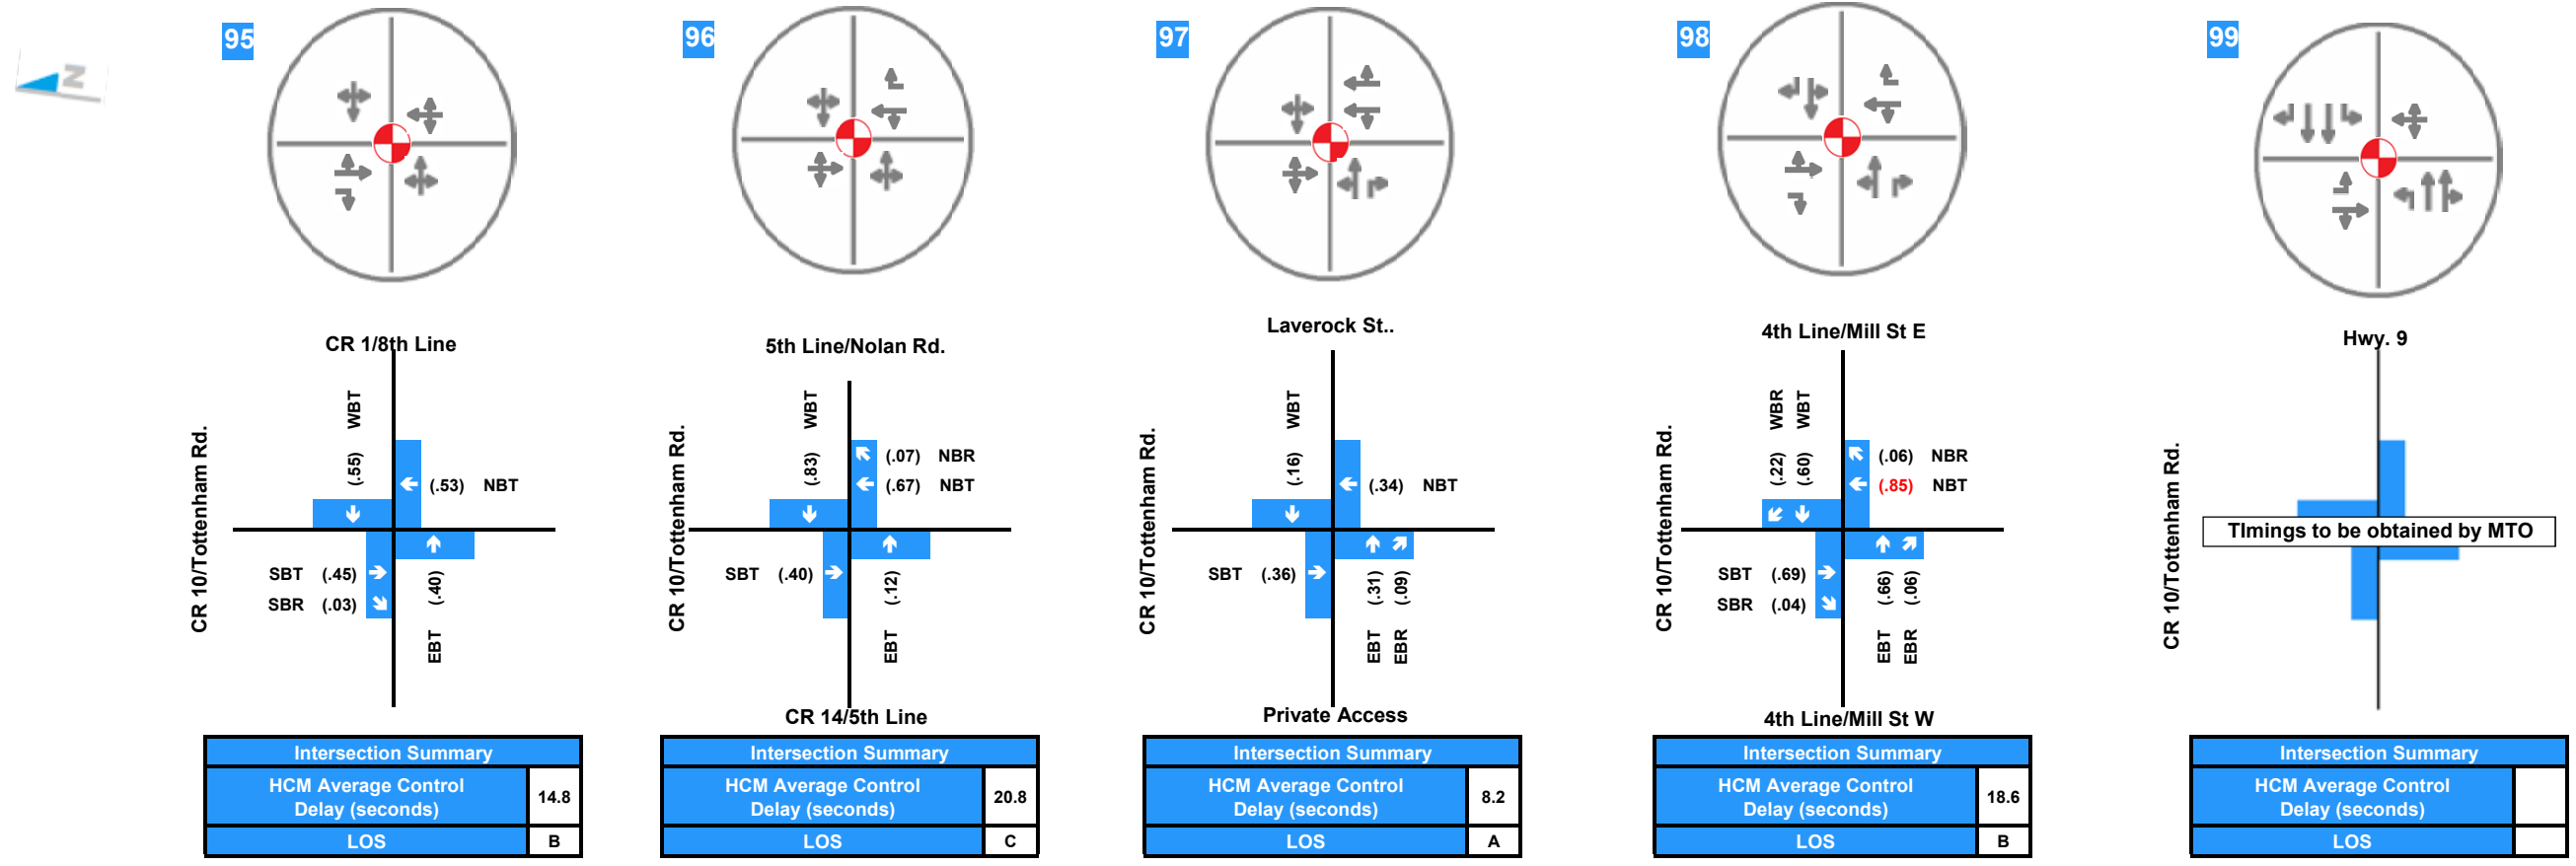 N
95
96
97
98
99
CR 1/8th Line
CR 10/Tottenham Rd.
WBT
(.55)
(.53) NBT
SBT (.45)
SBR (.03)
(.40)
EBT
Intersection Summary
HCM Average Control
Delay (seconds)
14.8
LOS
B
5th Line/Nolan Rd.
CR 10/Tottenham Rd.
WBT
(.83)
(.07) NBR
(.67) NBT
SBT (.40)
(.12)
EBT
CR 14/5th Line
Intersection Summary
HCM Average Control
Delay (seconds)
20.8
LOS
C
Laverock St..
CR 10/Tottenham Rd.
WBT
(.16)
(.34) NBT
SBT (.36)
(.31)
(.09)
EBT
EBR
Private Access
Intersection Summary
HCM Average Control
Delay (seconds)
8.2
LOS
A
4th Line/Mill St E
CR 10/Tottenham Rd.
WBR
WBT
(.22)
(.60)
(.06) NBR
(.85) NBT
SBT (.69)
SBR (.04)
(.66)
(.06)
EBT
EBR
4th Line/Mill St W
Intersection Summary
HCM Average Control
Delay (seconds)
18.6
LOS
B
Hwy. 9
CR 10/Tottenham Rd.
TImings to be obtained by MTO
Intersection Summary
HCM Average Control
Delay (seconds)
LOS